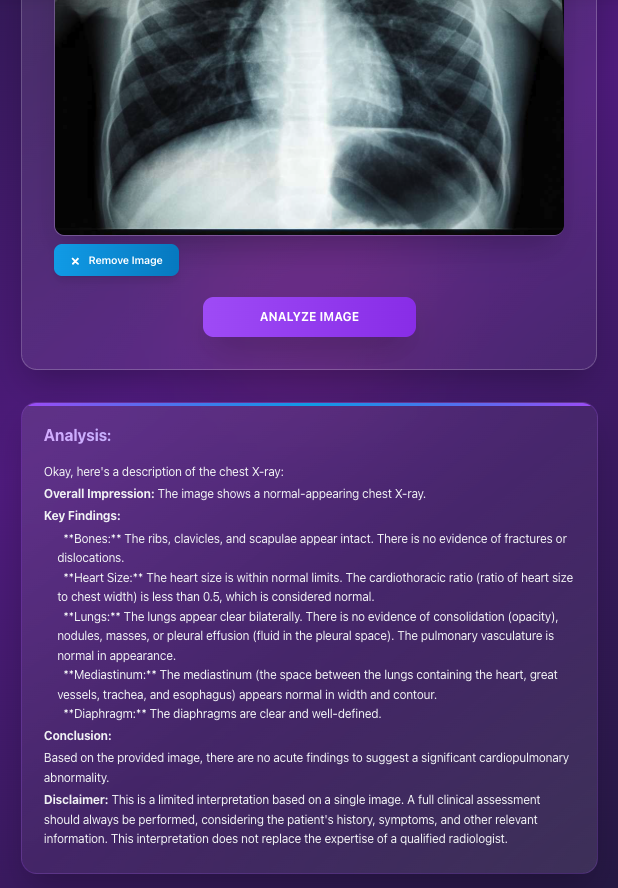 × Remove Image
ANALYZE IMAGE
Analysis:
Okay, here's a description of the chest X-ray:
Overall Impression: The image shows a normal-appearing chest X-ray.
Key Findings:
**Bones:** The ribs, clavicles, and scapulae appear intact. There is no evidence of fractures or
dislocations.
**Heart Size:** The heart size is within normal limits. The cardiothoracic ratio (ratio of heart size
to chest width) is less than 0.5, which is considered normal.
**Lungs:** The lungs appear clear bilaterally. There is no evidence of consolidation (opacity),
nodules, masses, or pleural effusion (fluid in the pleural space). The pulmonary vasculature is
normal in appearance.
**Mediastinum:** The mediastinum (the space between the lungs containing the heart, great
vessels, trachea, and esophagus) appears normal in width and contour.
**Diaphragm:** The diaphragms are clear and well-defined.
Conclusion:
Based on the provided image, there are no acute findings to suggest a significant cardiopulmonary
abnormality.
Disclaimer: This is a limited interpretation based on a single image. A full clinical assessment
should always be performed, considering the patient's history, symptoms, and other relevant
information. This interpretation does not replace the expertise of a qualified radiologist.